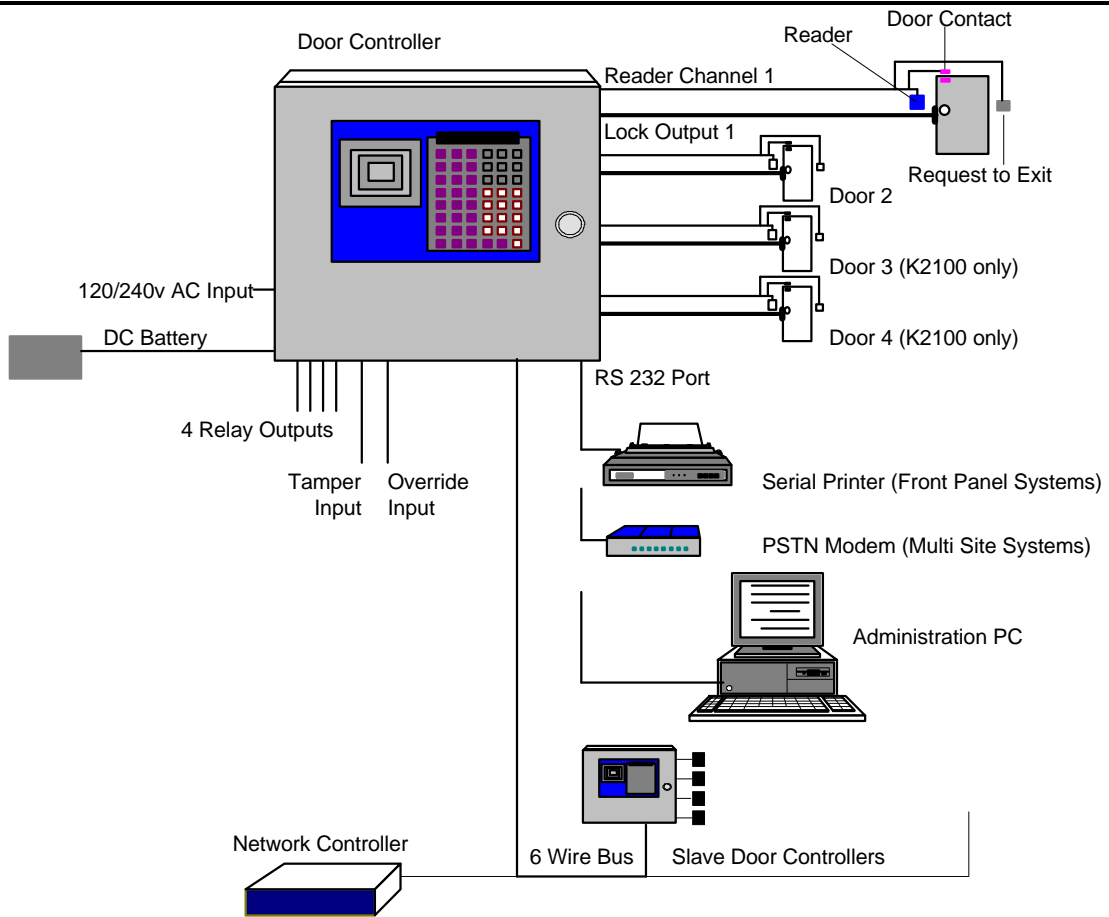 Door Contact
Door Controller
Reader
Reader Channel 1
Lock Output 1
Request to Exit
Door 2
Door 3 (K2100 only)
120/240v AC Input
DC Battery
Door 4 (K2100 only)
RS 232 Port
4 Relay Outputs
Tamper
Input
Override
Input
Serial Printer (Front Panel Systems)
PSTN Modem (Multi Site Systems)
Administration PC
Network Controller
6 Wire Bus
Slave Door Controllers